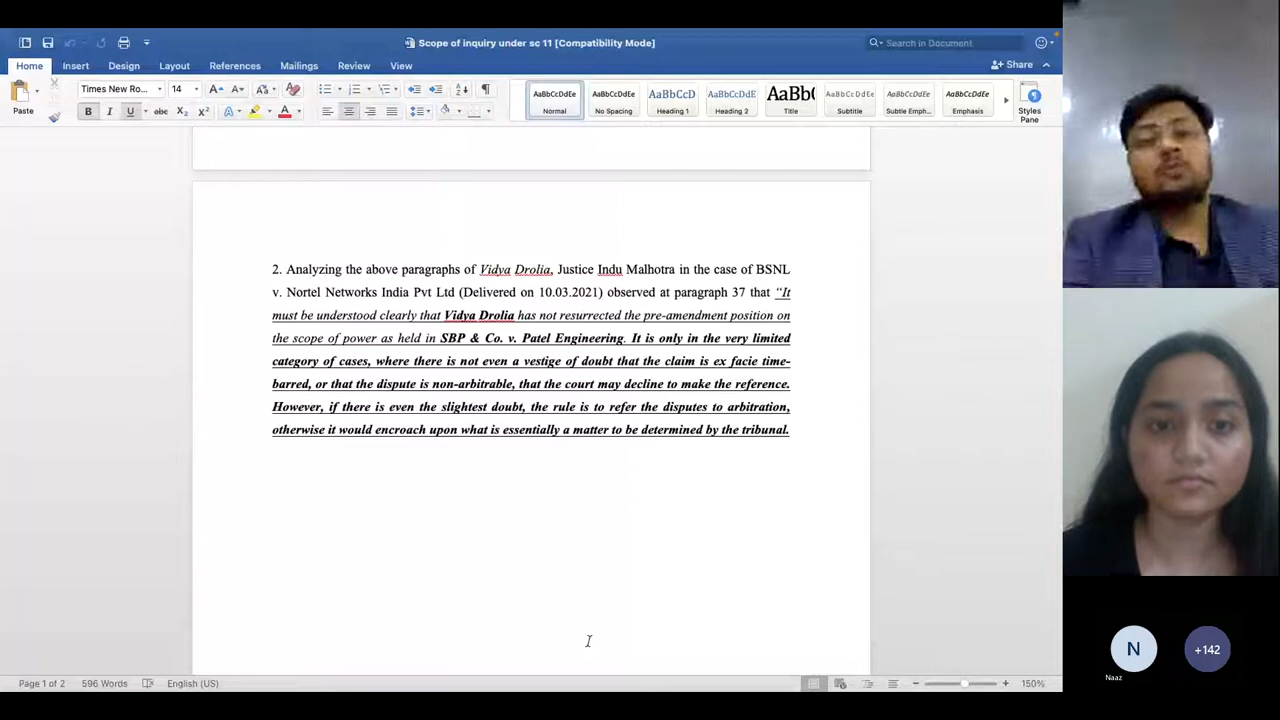 Scope of inquiry under sc 11 [Compatibility Mode]
Search in Document
Home Insert Design Layout References Mailings Review View
Share
Paste
Times New Ro... 14
B I U abc X₂ X²
AaBbCcDdEe AaBbCcDdEe AaBbCcD AaBbCcDdE AaBb( AaBbCcDdEe AaBbCcDdEe AaBbCcDdEe
Normal No Spacing Heading 1 Heading 2 Title Subtitle Subtle Emph... Emphasis
Styles
Pane
2. Analyzing the above paragraphs of Vidya Drolia, Justice Indu Malhotra in the case of BSNL
v. Nortel Networks India Pvt Ltd (Delivered on 10.03.2021) observed at paragraph 37 that “It
must be understood clearly that Vidya Drolia has not resurrected the pre-amendment position on
the scope of power as held in SBP & Co. v. Patel Engineering. It is only in the very limited
category of cases, where there is not even a vestige of doubt that the claim is ex facie time-
barred, or that the dispute is non-arbitrable, that the court may decline to make the reference.
However, if there is even the slightest doubt, the rule is to refer the disputes to arbitration,
otherwise it would encroach upon what is essentially a matter to be determined by the tribunal.
Page 1 of 2 596 Words English (US) 150%
N +142
Naaz